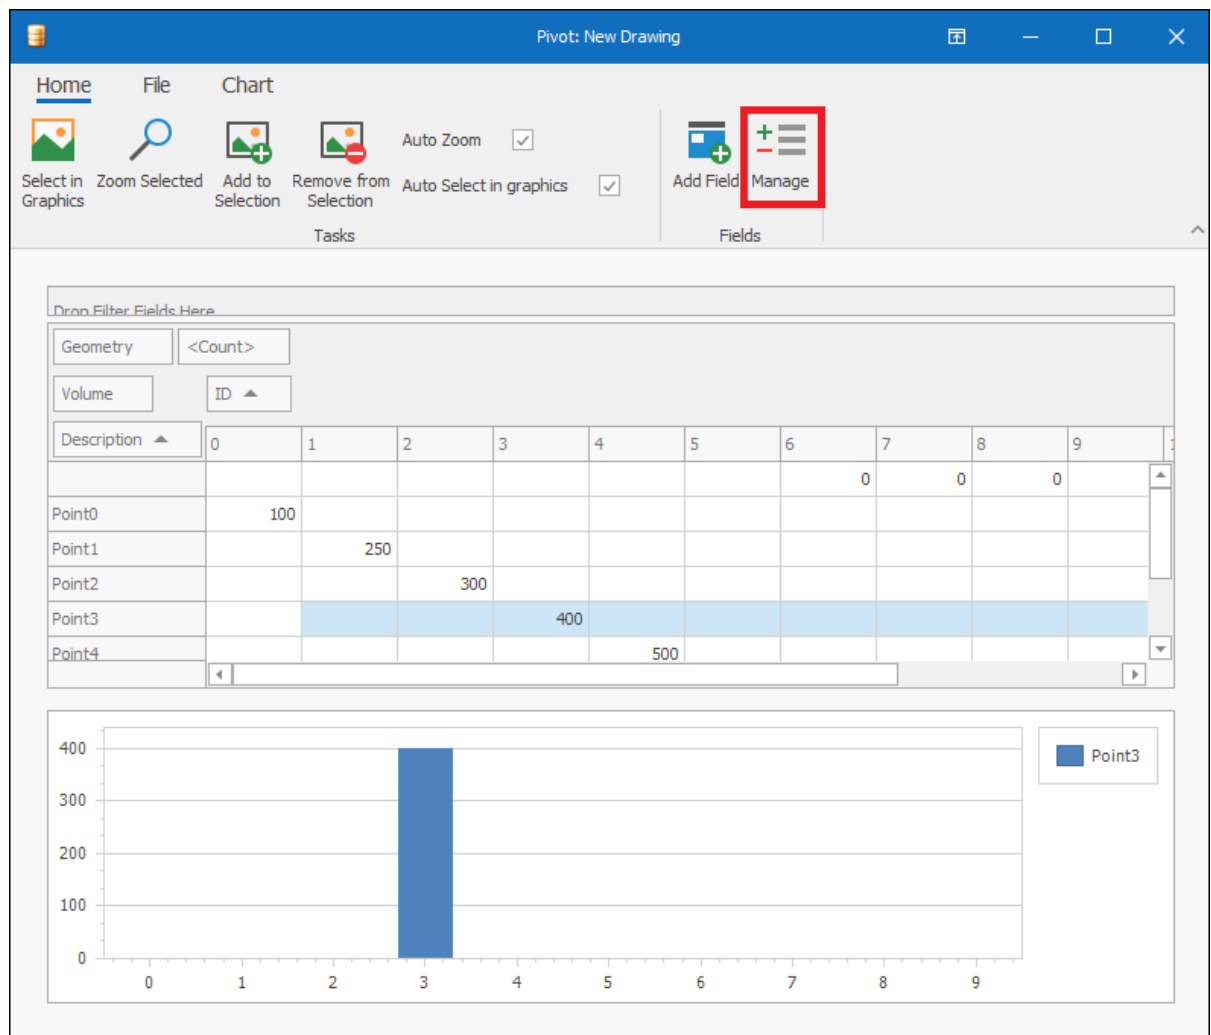 Pivot: New Drawing
Home File Chart
Select in Graphics
Zoom Selected
Add to Selection
Remove from Selection
Auto Zoom
Auto Select in graphics
Add Field
Manage
Tasks
Fields
Drop Filter Fields Here
Geometry <Count>
Volume ID
Description 0 1 2 3 4 5 6 7 8 9
0 0 0
Point0 100
Point1 250
Point2 300
Point3 400
Point4 500
400
300
200
100
0
0 1 2 3 4 5 6 7 8 9
Point3